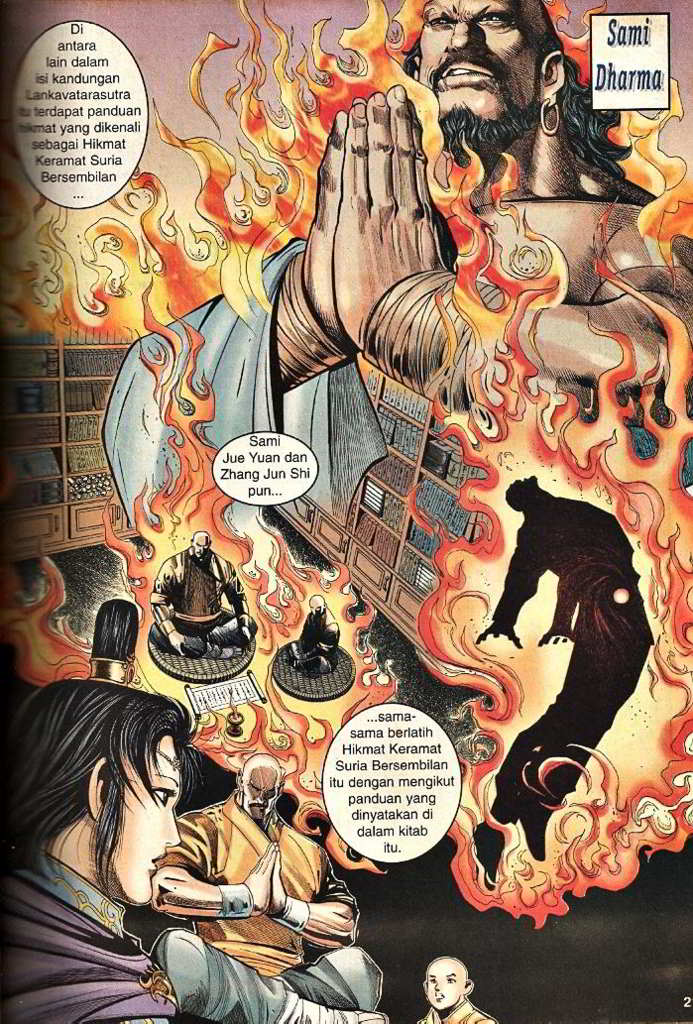 Di
antara
lain dalam
isi kandungan
Lankavatarasutra
itu terdapat panduan
hikmat yang dikenali
sebagai Hikmat
Keramat Suria
Bersembilan
...
Sami
Dharma
Sami
Jue Yuan dan
Zhang Jun Shi
pun...
...sama-
sama berlatih
Hikmat Keramat
Suria Bersembilan
itu dengan mengikut
panduan yang
dinyatakan di
dalam kitab
itu.
2